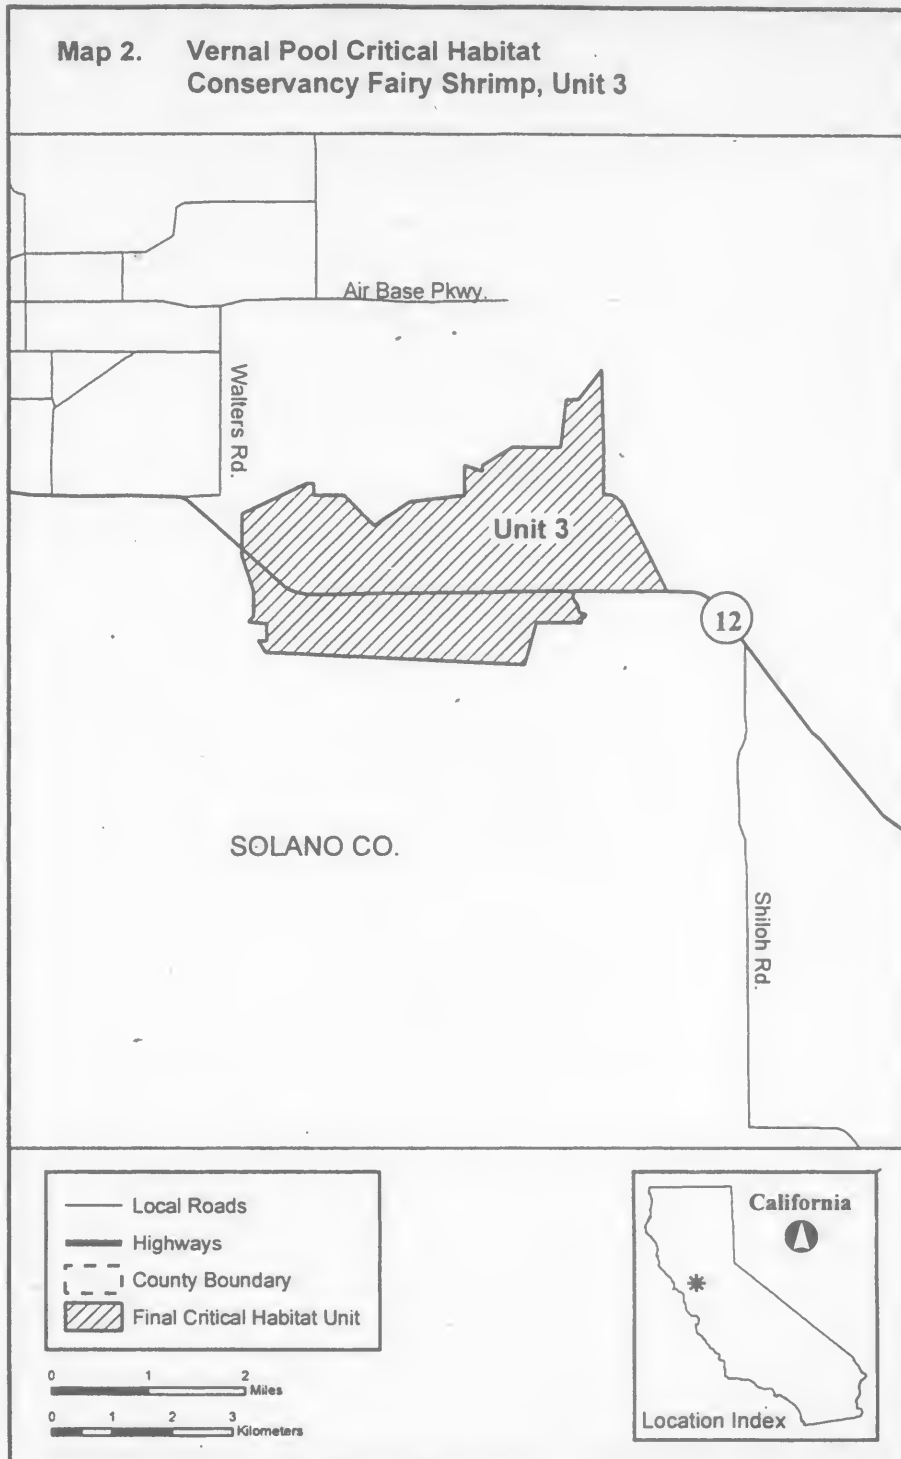 Map 2. Vernal Pool Critical Habitat
Conservancy Fairy Shrimp, Unit 3
Air Base Pkwy.
Walters Rd.
Unit 3
12
SOLANO CO.
Shiloh Rd.
Local Roads
Highways
County Boundary
Final Critical Habitat Unit
0 1 2
Miles
0 1 2 3
Kilometers
California
Location Index